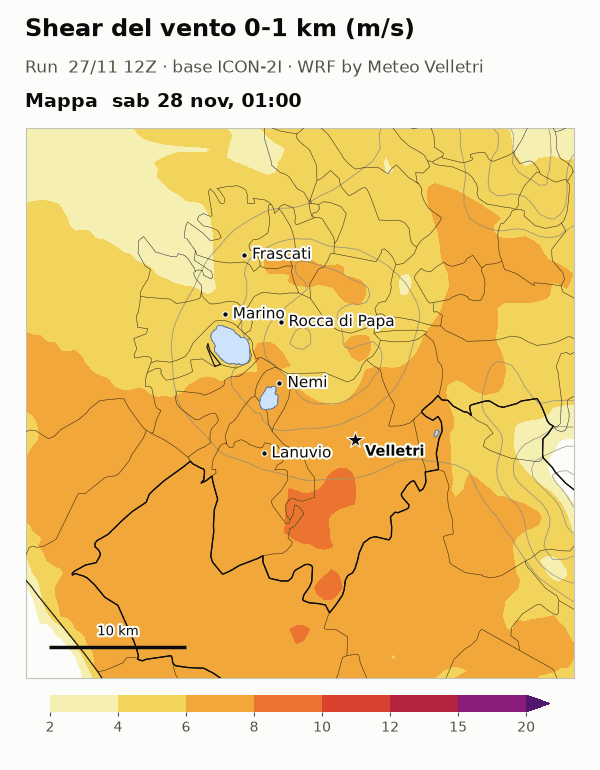 Shear del vento 0-1 km (m/s)
Run 27/11 12Z · base ICON-2I · WRF by Meteo Velletri
Mappa sab 28 nov, 01:00
Frascati
Marino
Rocca di Papa
Nemi
Velletri
Lanuvio
10 km
2 4 6 8 10 12 15 20